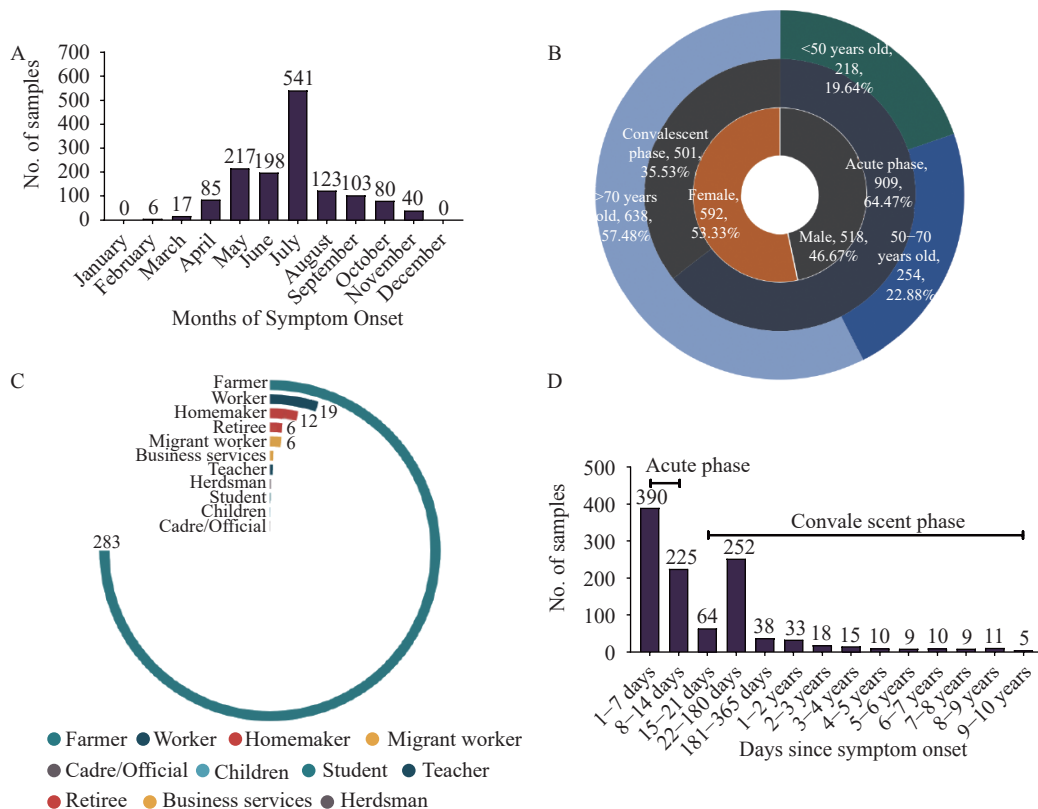 A
No. of samples
700
600
500
400
300
200
100
0
0
6
17
85
217
198
541
123
103
80
40
0
January
February
March
April
May
June
July
August
September
October
November
December
Months of Symptom Onset
B
<50 years old,
218,
19.64%
Convalescent
phase, 501,
35.53%
Acute phase,
909,
64.47%
>70 years
old, 638,
57.48%
Female,
592,
53.33%
Male, 518,
46.67%
50–70
years old,
254,
22.88%
C
Farmer
Worker
Homemaker
Retiree
Migrant worker
Business services
Teacher
Herdsman
Student
Children
Cadre/Official
19
12
6
6
283
Farmer Worker Homemaker Migrant worker
Cadre/Official Children Student Teacher
Retiree Business services Herdsman
D
No. of samples
500
400
300
200
100
0
Acute phase
Convale scent phase
390
225
64
252
38
33
18
15
10
9
10
9
11
5
1–7 days
8–14 days
15–21 days
22–180 days
181–365 days
1–2 years
2–3 years
3–4 years
4–5 years
5–6 years
6–7 years
7–8 years
8–9 years
9–10 years
Days since symptom onset